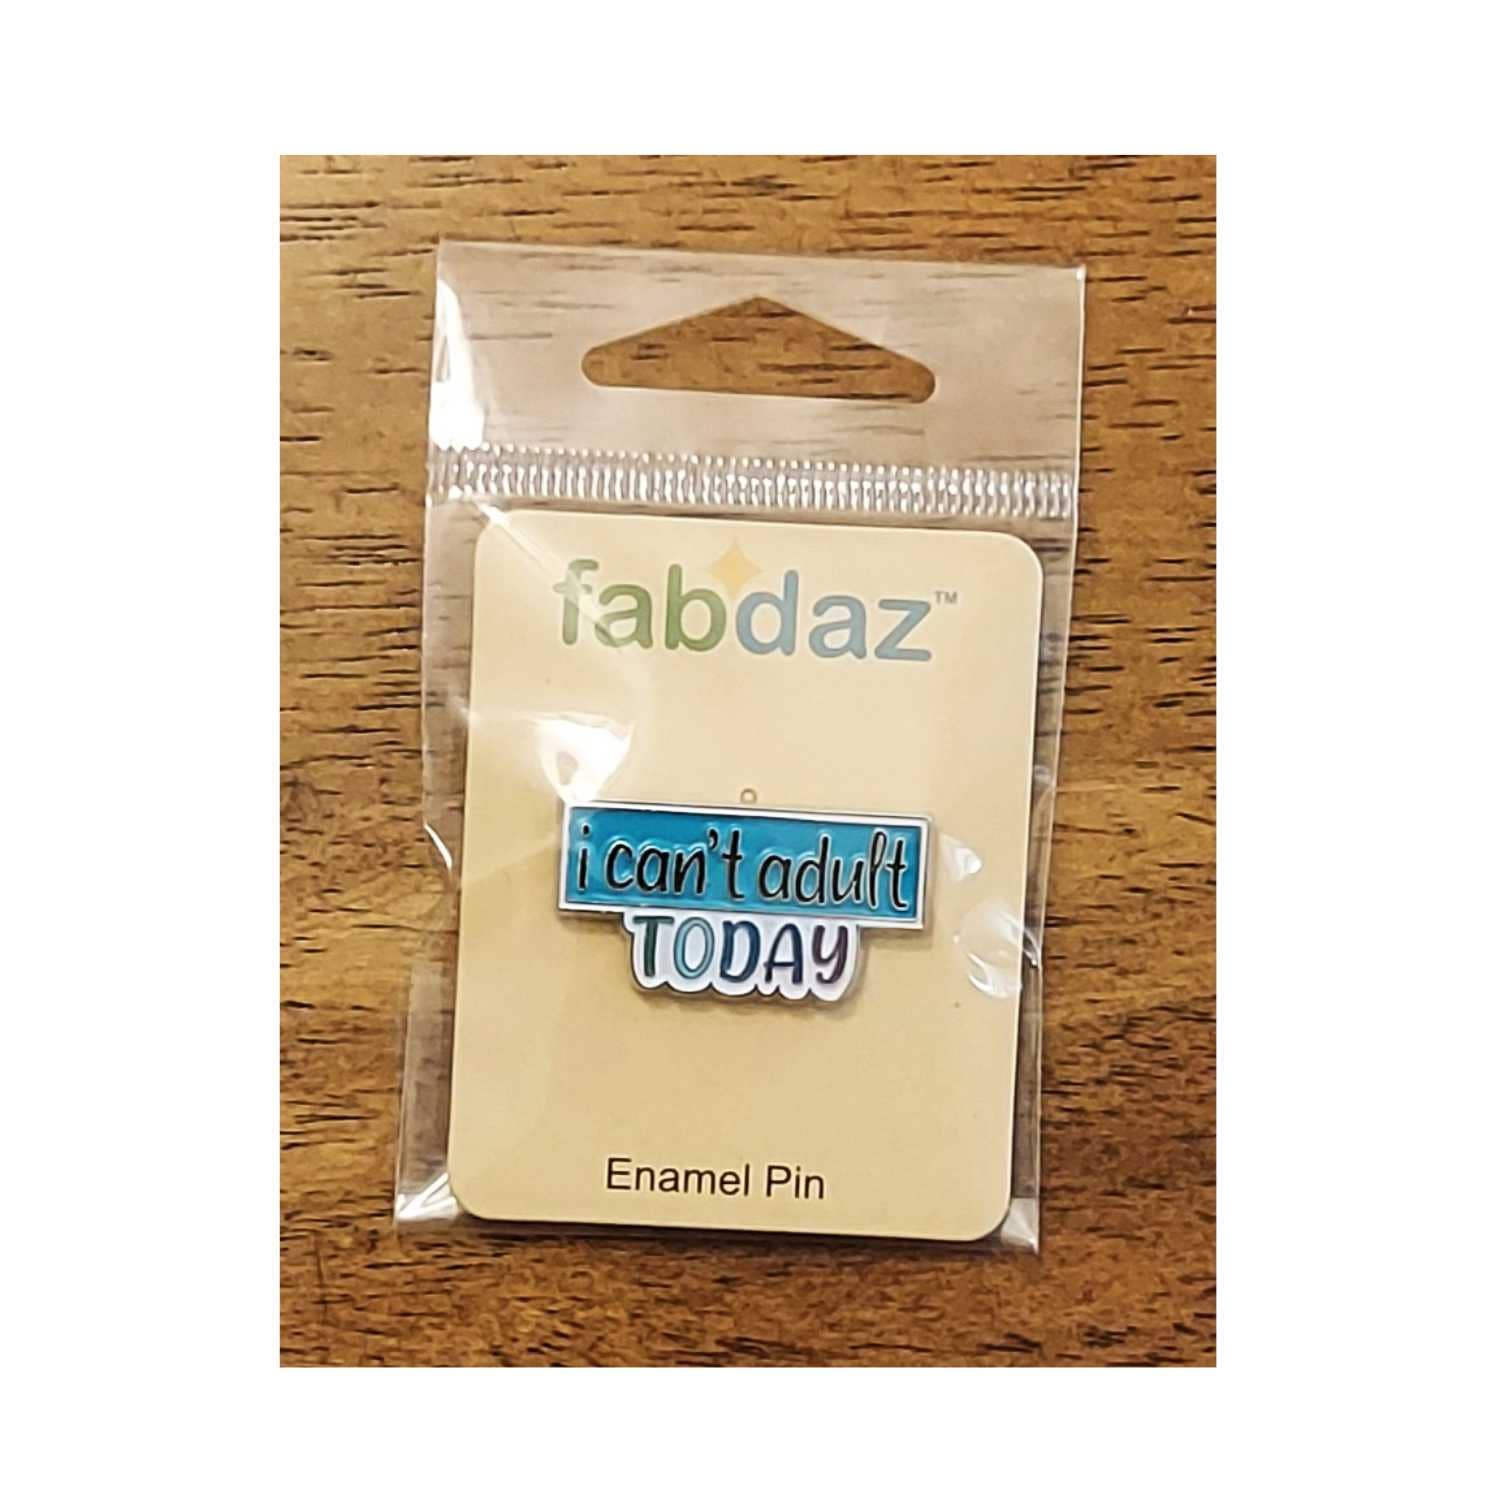 fabdaz™
i can't adult
TODAY
Enamel Pin